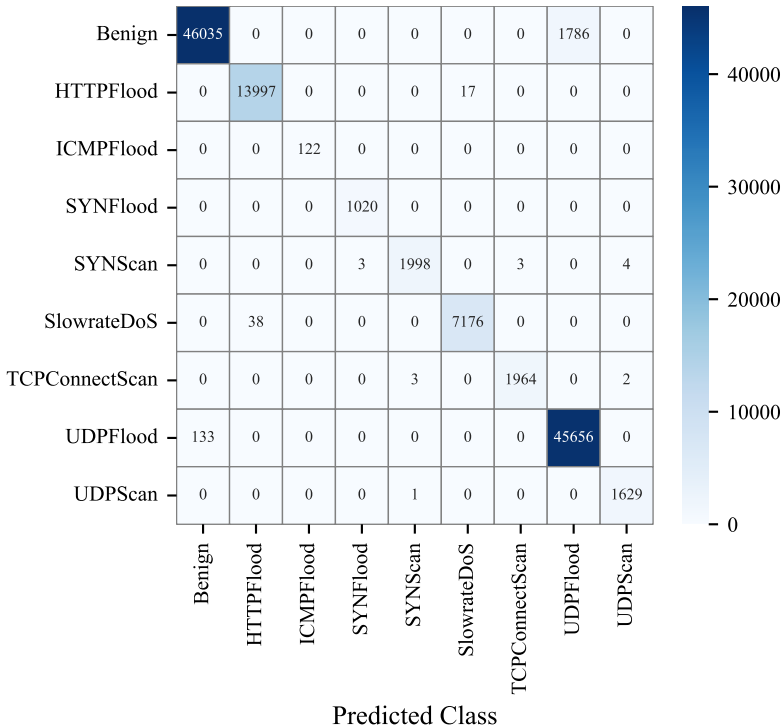 Benign 46035 0 0 0 0 0 0 1786 0
HTTPFlood 0 13997 0 0 0 17 0 0 0
ICMPFlood 0 0 122 0 0 0 0 0 0
SYNFlood 0 0 0 1020 0 0 0 0 0
SYNScan 0 0 0 3 1998 0 3 0 4
SlowrateDoS 0 38 0 0 0 7176 0 0 0
TCPConnectScan 0 0 0 0 3 0 1964 0 2
UDPFlood 133 0 0 0 0 0 0 45656 0
UDPScan 0 0 0 0 1 0 0 0 1629
Benign
HTTPFlood
ICMPFlood
SYNFlood
SYNScan
SlowrateDoS
TCPConnectScan
UDPFlood
UDPScan
Predicted Class
40000
30000
20000
10000
0